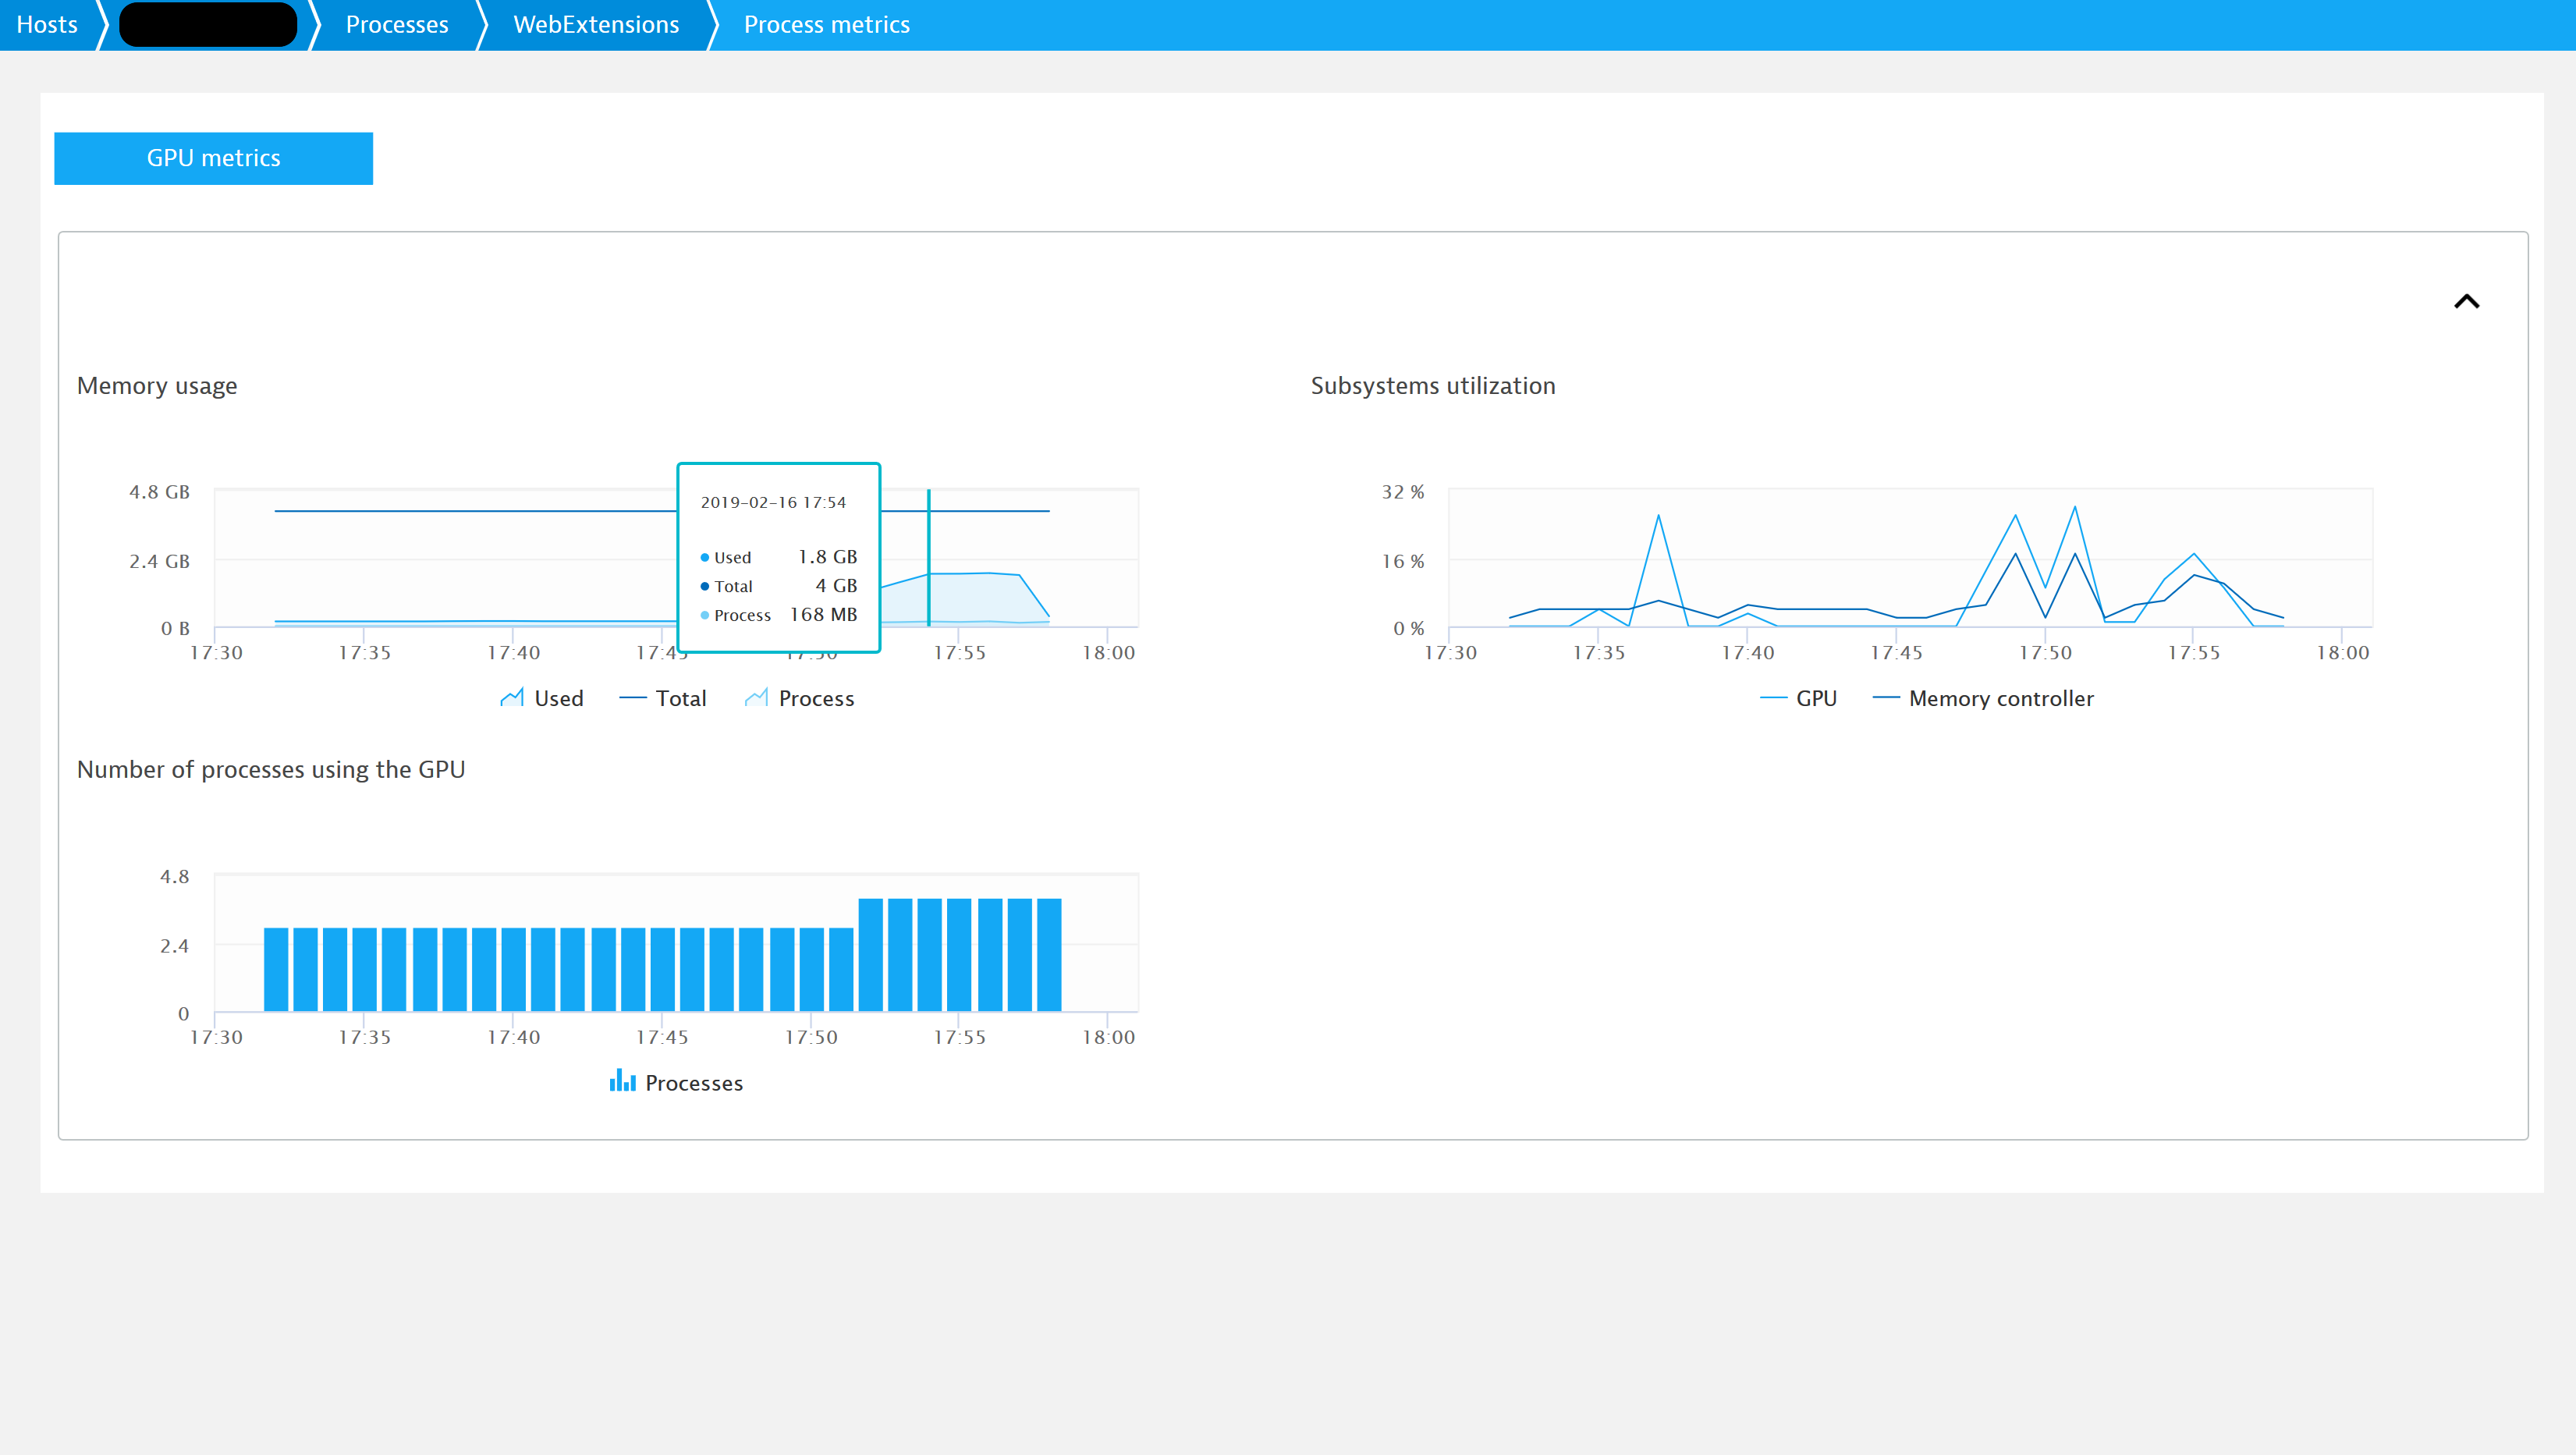 Hosts Processes WebExtensions Process metrics
GPU metrics
Memory usage
4.8 GB
2.4 GB
0 B
17:30 17:35 17:40 17:55 18:00
2019-02-16 17:54
Used 1.8 GB
Total 4 GB
Process 168 MB
Used Total Process
Subsystems utilization
32 %
16 %
0 %
17:30 17:35 17:40 17:45 17:50 17:55 18:00
GPU Memory controller
Number of processes using the GPU
4.8
2.4
0
17:30 17:35 17:40 17:45 17:50 17:55 18:00
Processes